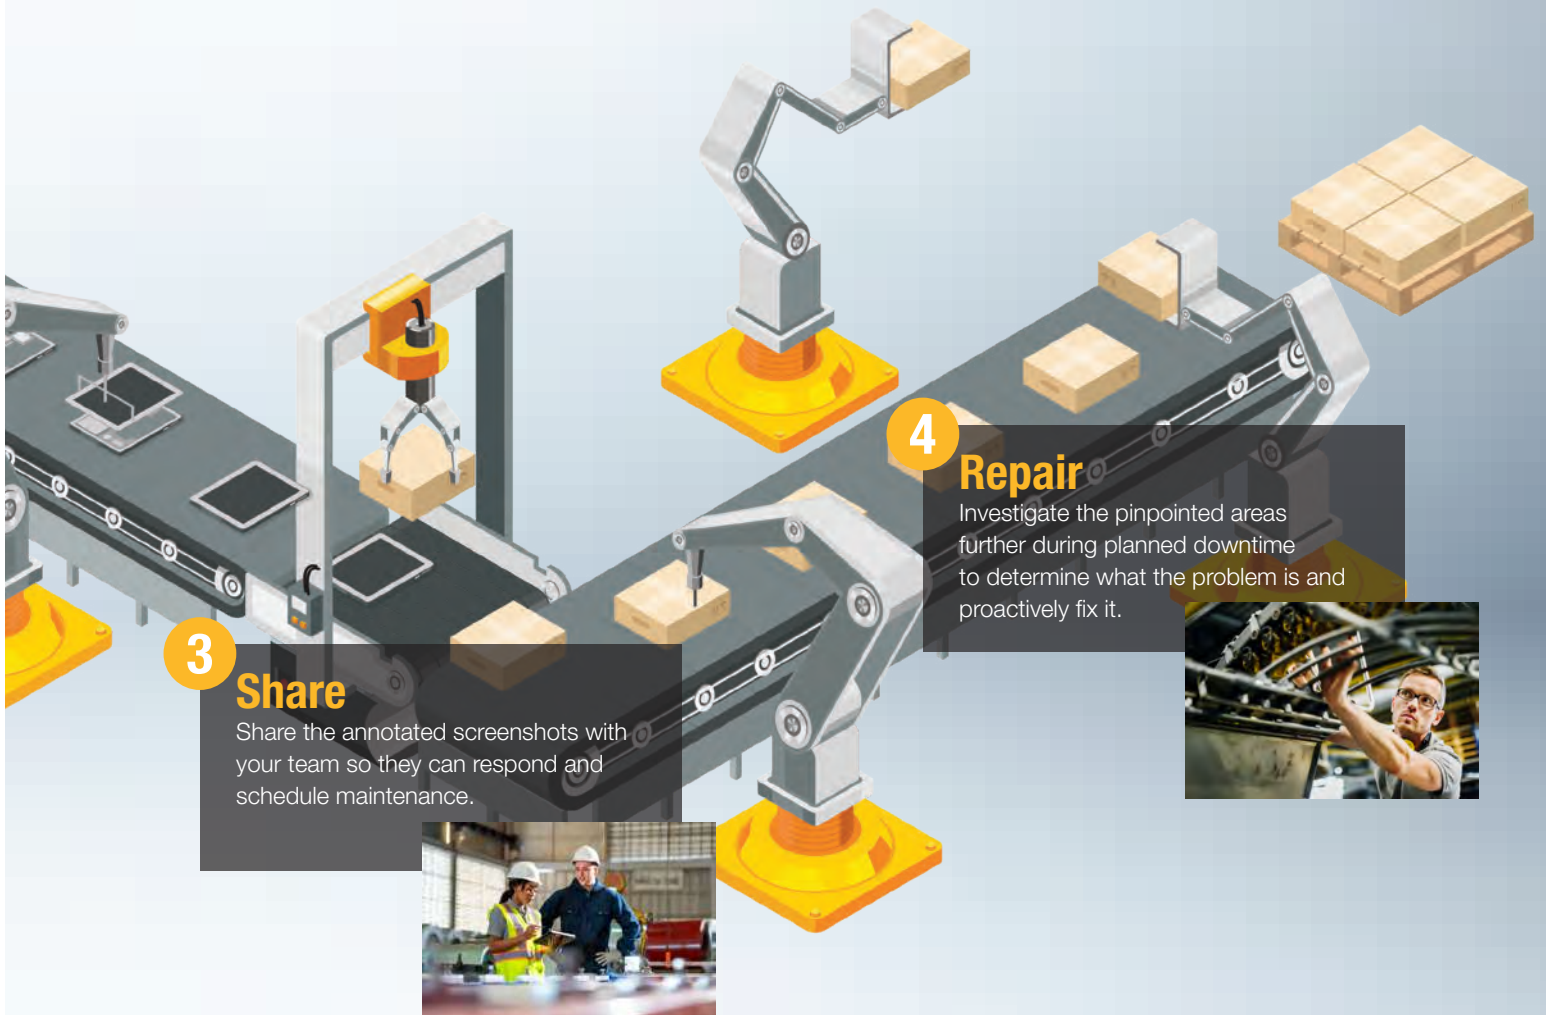 3
Share
Share the annotated screenshots with
your team so they can respond and
schedule maintenance.
4
Repair
Investigate the pinpointed areas
further during planned downtime
to determine what the problem is and
proactively fix it.